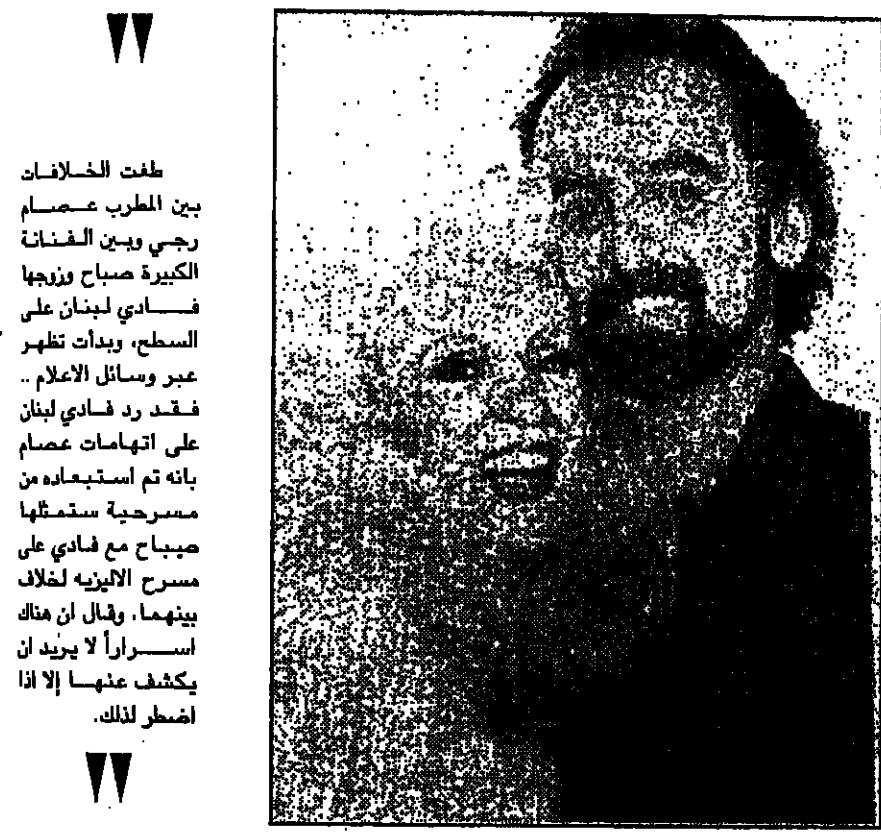 طفت الخلافات
بين المطرب عصام
رجي وبين الفنانة
الكبيرة صباح وزوجها
فادي لبنان على
السطح، وبدأت تظهر
عبر وسائل الاعلام ..
فقد رد فادي لبنان
على اتهامات عصام
بانه تم استبعاده من
مسرحية ستمثلها
صباح مع فادي على
مسرح الاليزيه لخلاف
بينهما، وقال ان هناك
اسراراً لا يريد ان
يكشف عنها إلا اذا
اضطر لذلك.